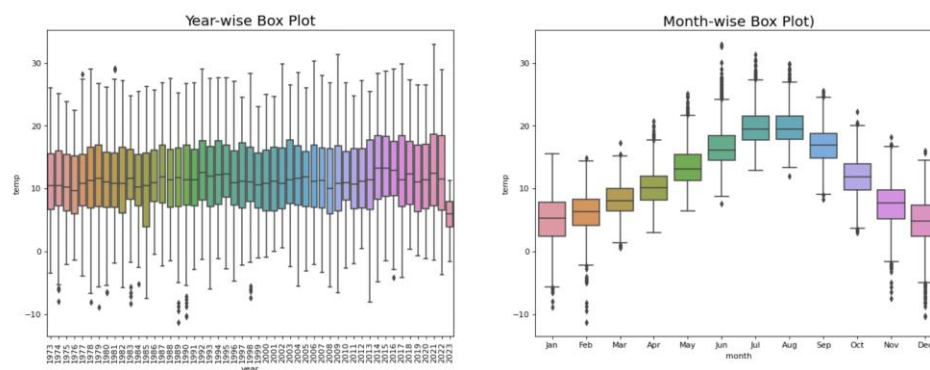 Year-wise Box Plot
30
20
10
0
−10
temp
1973 1974 1975 1976 1977 1978 1979 1980 1981 1982 1983 1984 1985 1986 1987 1988 1989 1990 1991 1992 1993 1994 1995 1996 1997 1998 1999 2000 2001 2002 2003 2004 2005 2006 2007 2008 2009 2010 2011 2012 2013 2014 2015 2016 2017 2018 2019 2020 2021 2022 2023
year
Month-wise Box Plot)
30
20
10
0
−10
temp
Jan Feb Mar Apr May Jun Jul Aug Sep Oct Nov Dec
month